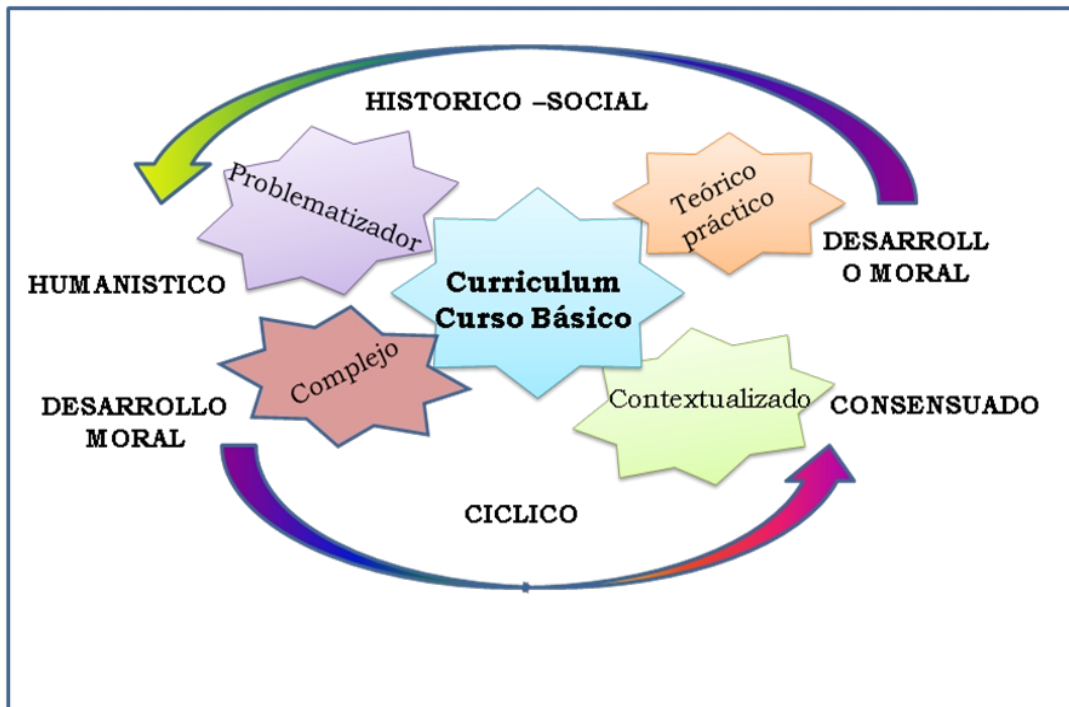 HISTORICO –SOCIAL
Problematizador
Teórico
práctico
DESARROLL
O MORAL
HUMANISTICO
Curriculum
Curso Básico
Complejo
Contextualizado
DESARROLLO
MORAL
CONSENSUADO
CICLICO